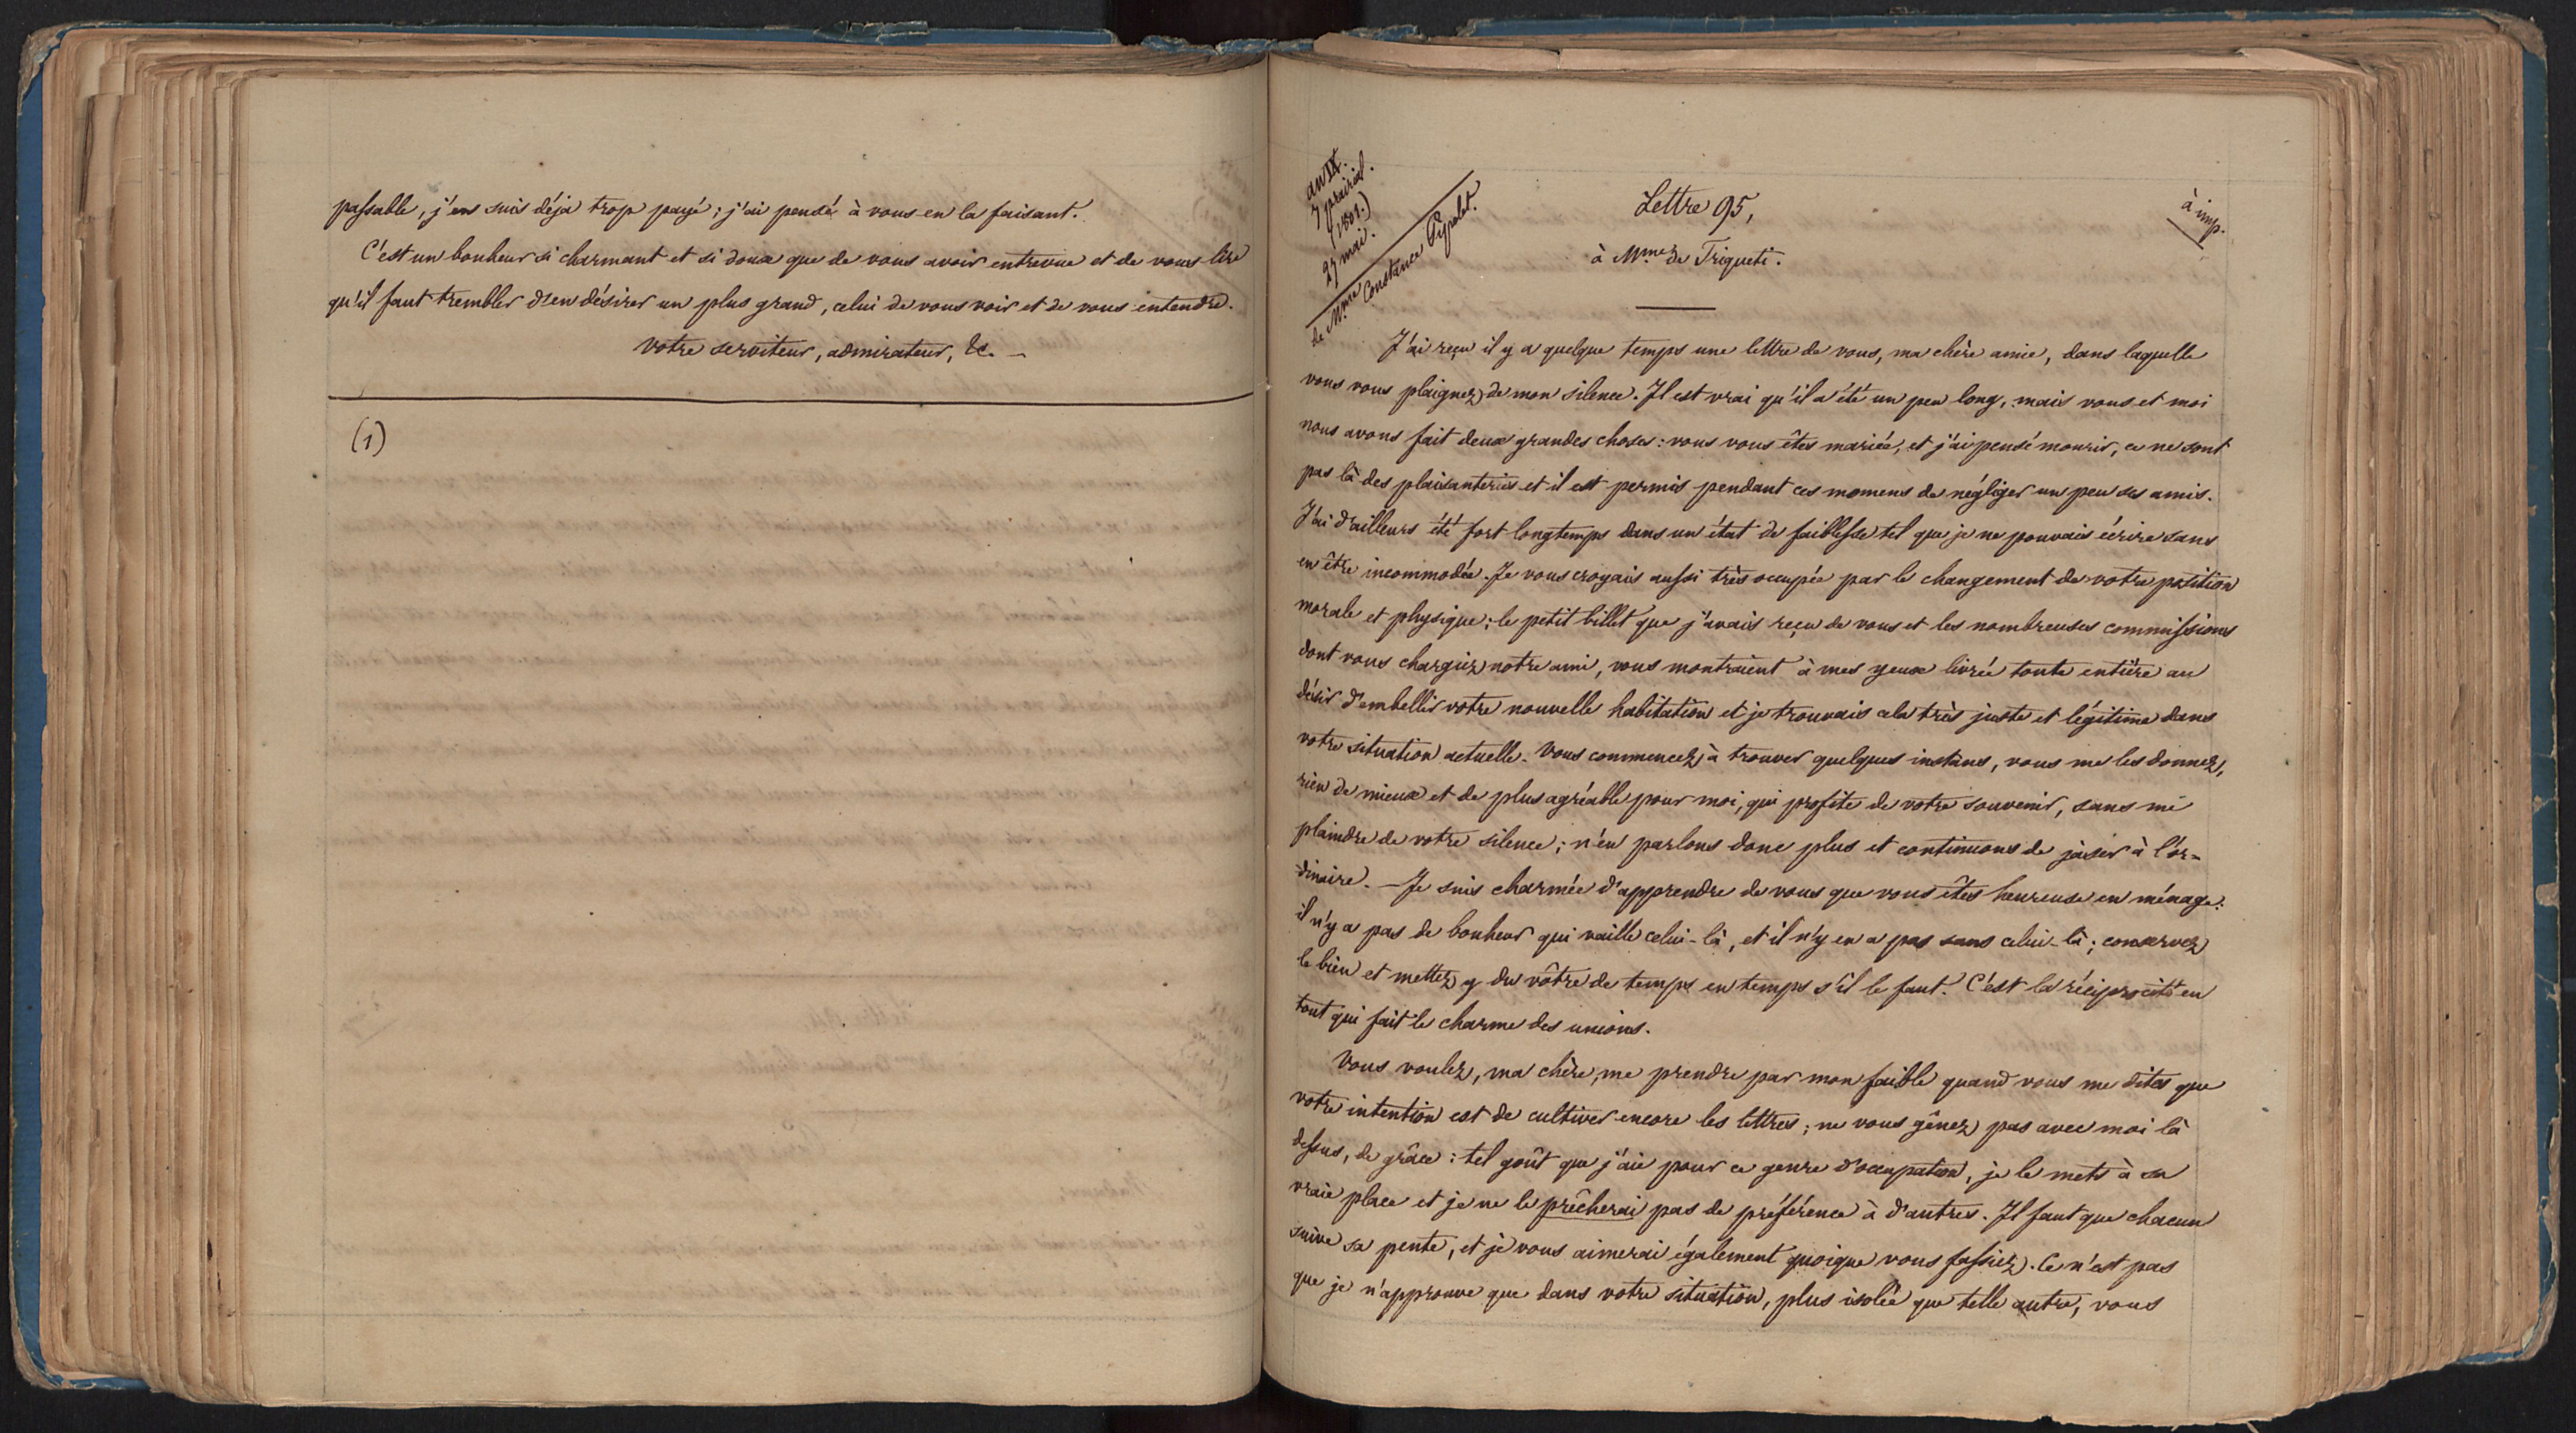 passable, j'en suis déja trop payé; j'ai pensé à vous en la faisant.
C'est un bonheur si charmant et si doux que de vous avoir entrevue et de vous lire
qu'il faut trembler d'en désirer un plus grand, celui de vous voir et de vous entendre.
votre serviteur, admirateur, &c. —
(1)
an IX.
7 prairial.
(1801.)
27 mai.
de Mme Constance Pipelet.
Lettre 95,
à Mme de Triqueti.
à imp.
J'ai reçu il y a quelque temps une lettre de vous, ma chère amie, dans laquelle
vous vous plaignez de mon silence. Il est vrai qu'il a été un peu long, mais vous et moi
nous avons fait deux grandes choses: vous vous êtes mariée, et j'ai pensé mourir, ce ne sont
pas là des plaisanteries et il est permis pendant ces momens de négliger un peu ses amis.
J'ai d'ailleurs été fort longtemps dans un état de faiblesse tel que je ne pouvais écrire sans
en être incommodée. Je vous croyais aussi très occupée par le changement de votre position
morale et physique; le petit billet que j'avais reçu de vous et les nombreuses commissions
dont vous chargiez notre ami, vous montraient à mes yeux livrée toute entière au
désir d'embellir votre nouvelle habitation et je trouvais cela très juste et légitime dans
votre situation actuelle. Vous commencez à trouver quelques instans, vous me les donnez,
rien de mieux et de plus agréable pour moi, qui profite de votre souvenir, sans me
plaindre de votre silence; n'en parlons donc plus et continuons de jaser à l'or=
dinaire. — Je suis charmée d'apprendre de vous que vous êtes heureuse en ménage:
il n'y a pas de bonheur qui vaille celui-là, et il n'y en a pas sans celui-là; conservez
le bien et mettez y du vôtre de temps en temps s'il le faut. C'est la réciprocité en
tout qui fait le charme des unions.
Vous voulez, ma chère, me prendre par mon faible quand vous me dites que
votre intention est de cultiver encore les lettres; ne vous gênez pas avec moi là
dessus, de grâce: tel goût que j'aie pour ce genre d'occupation, je le mets à sa
vraie place et je ne le prêcherai pas de préférence à d'autres. Il faut que chacun
suive sa pente, et je vous aimerai également quoique vous fassiez. Ce n'est pas
que je n'approuve que dans votre situation, plus isolée que telle autre, vous